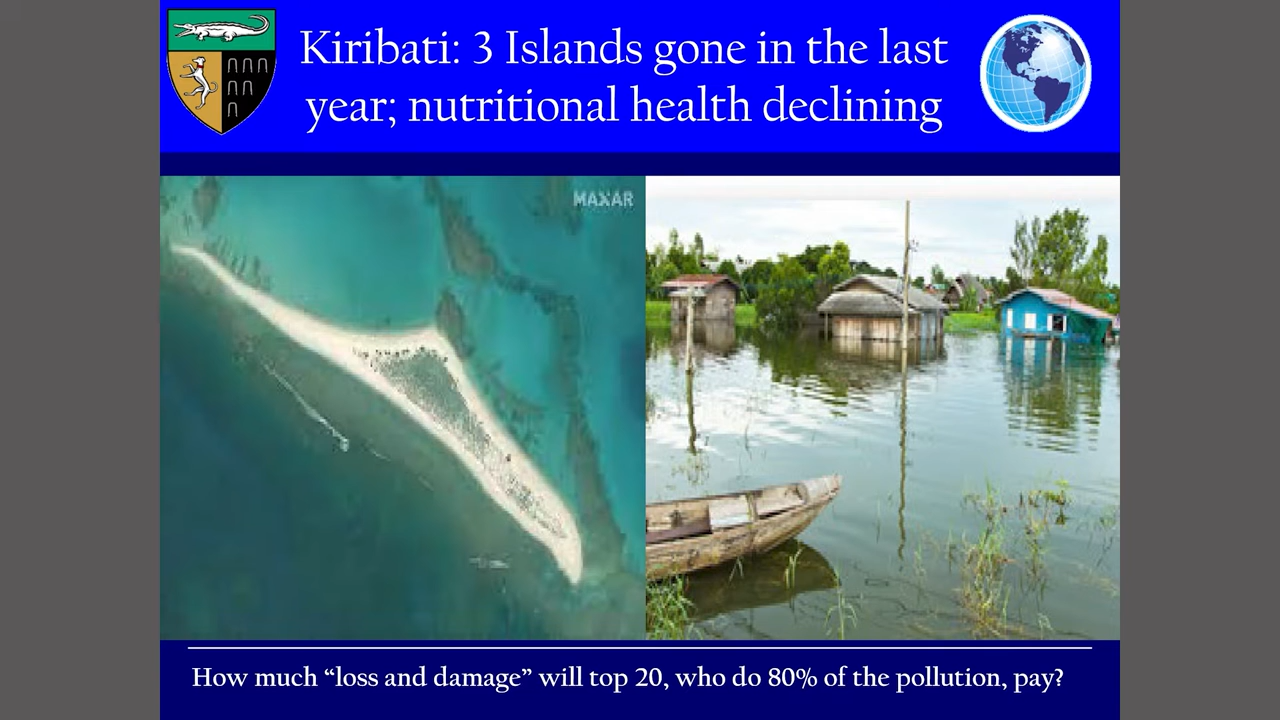 Kiribati: 3 Islands gone in the last
year; nutritional health declining
MAXAR
How much “loss and damage” will top 20, who do 80% of the pollution, pay?